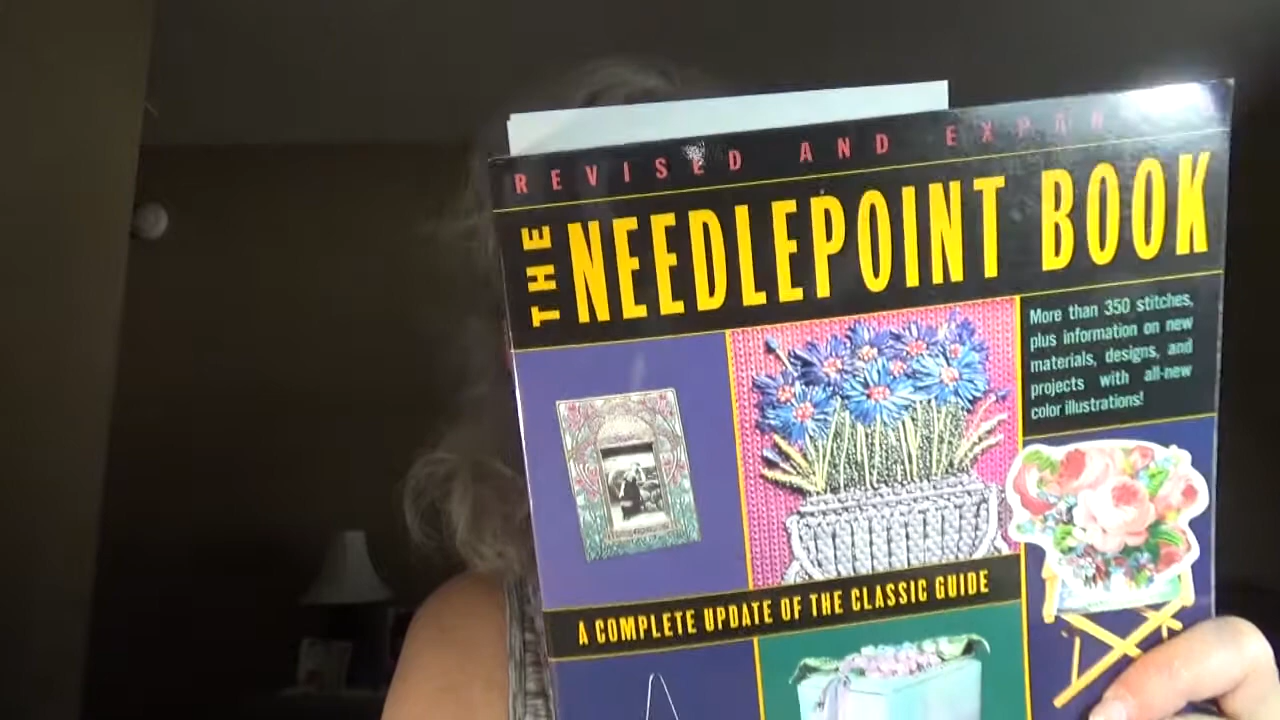 REVISED AND EXPAN
THE NEEDLEPOINT BOOK
More than 350 stitches,
plus information on new
materials, designs, and
projects with all-new
color illustrations!
A COMPLETE UPDATE OF THE CLASSIC GUIDE